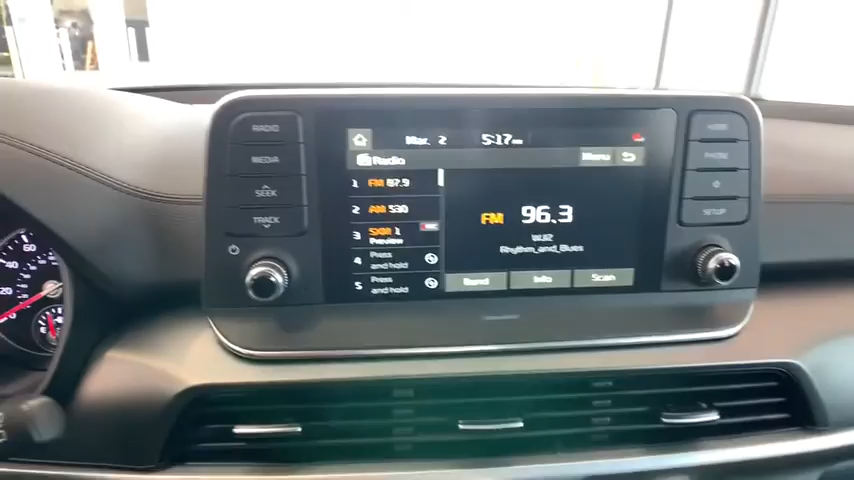 RADIO
MEDIA
SEEK
TRACK
Mar. 2 5:17
Radio
Menu
1 FM 87.9
2 AM 530
3 SXM 1
Preview
4 Press
and hold
5 Press
and hold
FM 96.3
Rhythm_and_Blues
Band
Info
Scan
PHONE
SETUP